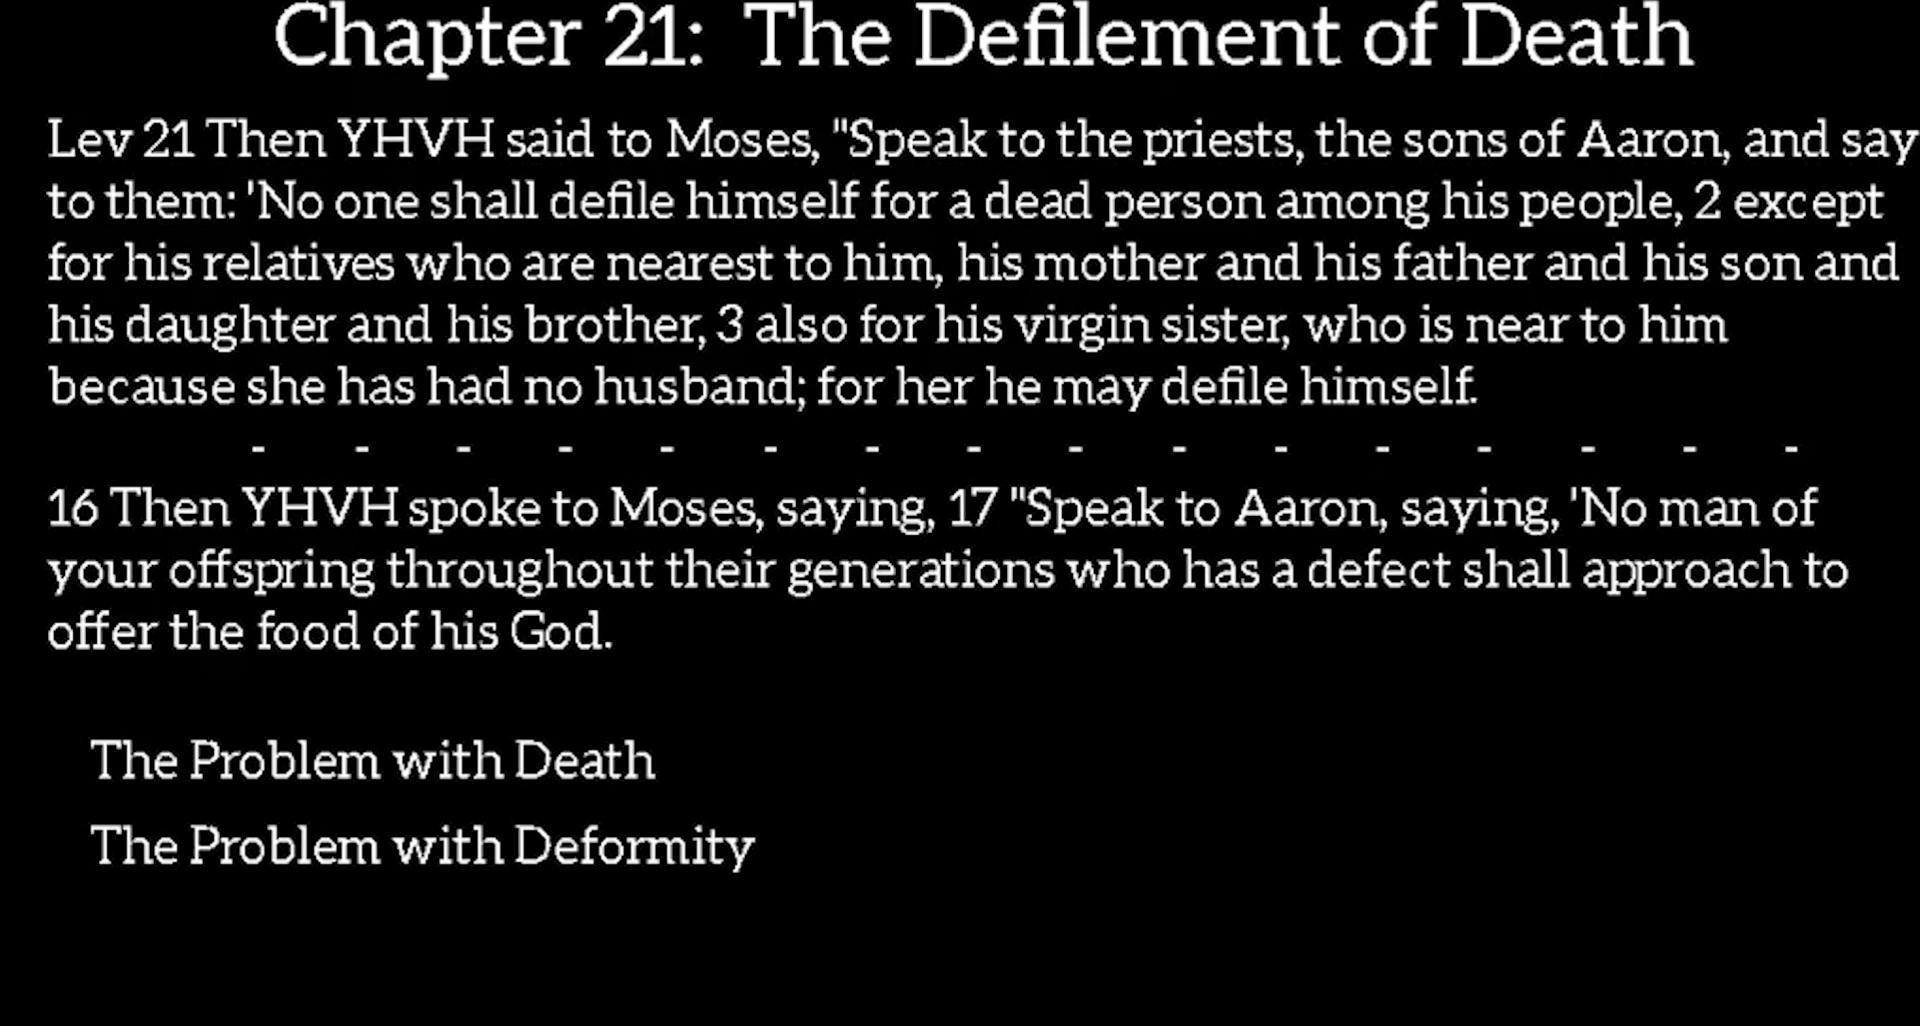 Chapter 21: The Defilement of Death
Lev 21 Then YHVH said to Moses, "Speak to the priests, the sons of Aaron, and say
to them: 'No one shall defile himself for a dead person among his people, 2 except
for his relatives who are nearest to him, his mother and his father and his son and
his daughter and his brother, 3 also for his virgin sister, who is near to him
because she has had no husband; for her he may defile himself.
- - - - - - - - - - - - - - - -
16 Then YHVH spoke to Moses, saying, 17 "Speak to Aaron, saying, 'No man of
your offspring throughout their generations who has a defect shall approach to
offer the food of his God.
The Problem with Death
The Problem with Deformity